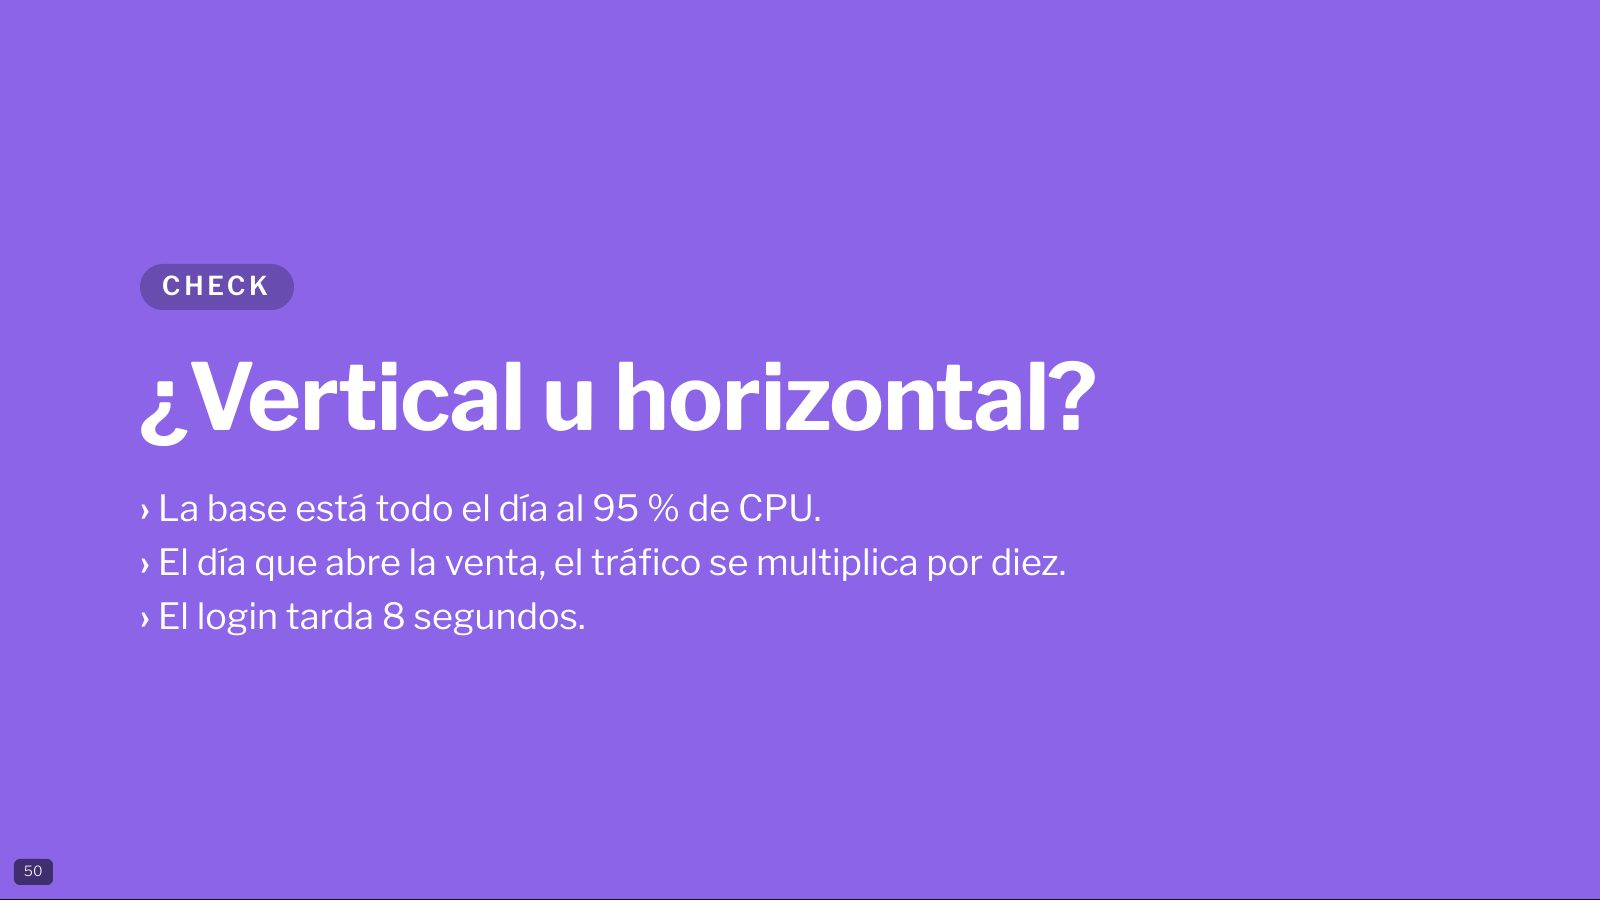 CHECK
¿Vertical u horizontal?
› La base está todo el día al 95 % de CPU.
› El día que abre la venta, el tráfico se multiplica por diez.
› El login tarda 8 segundos.
50